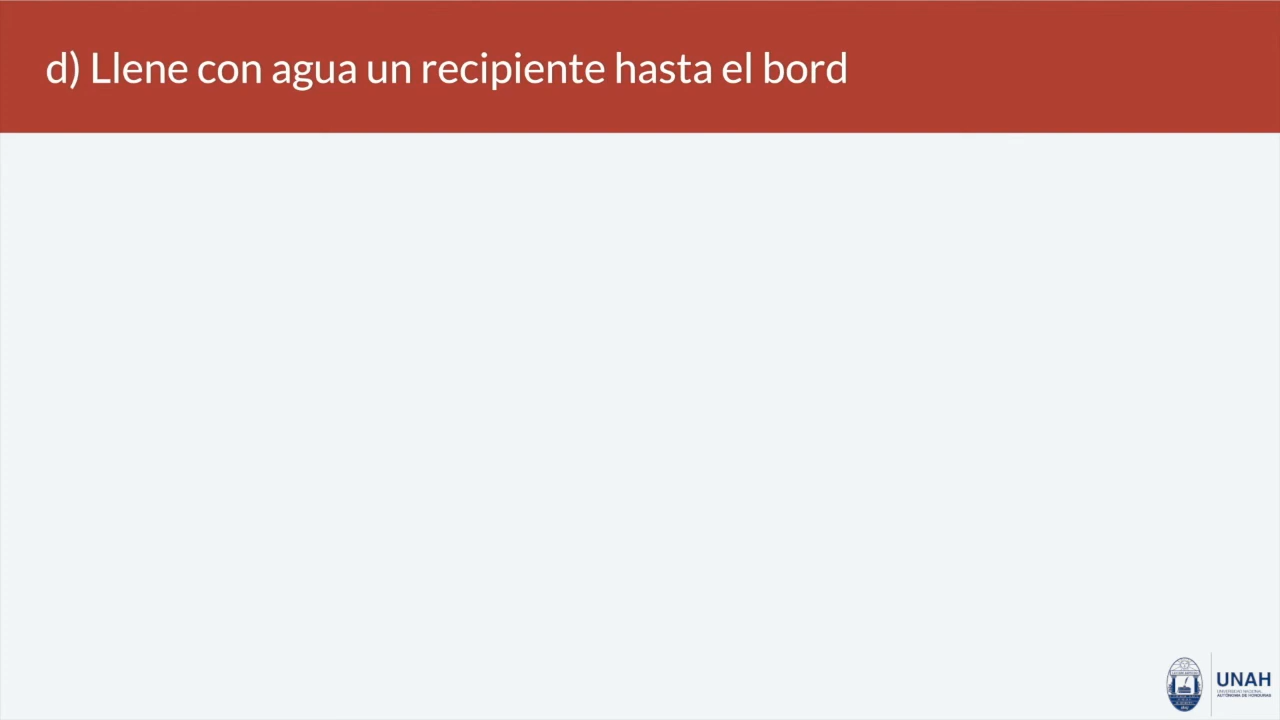 d) Llene con agua un recipiente hasta el bord
UNAH
UNIVERSIDAD NACIONAL
AUTÓNOMA DE HONDURAS